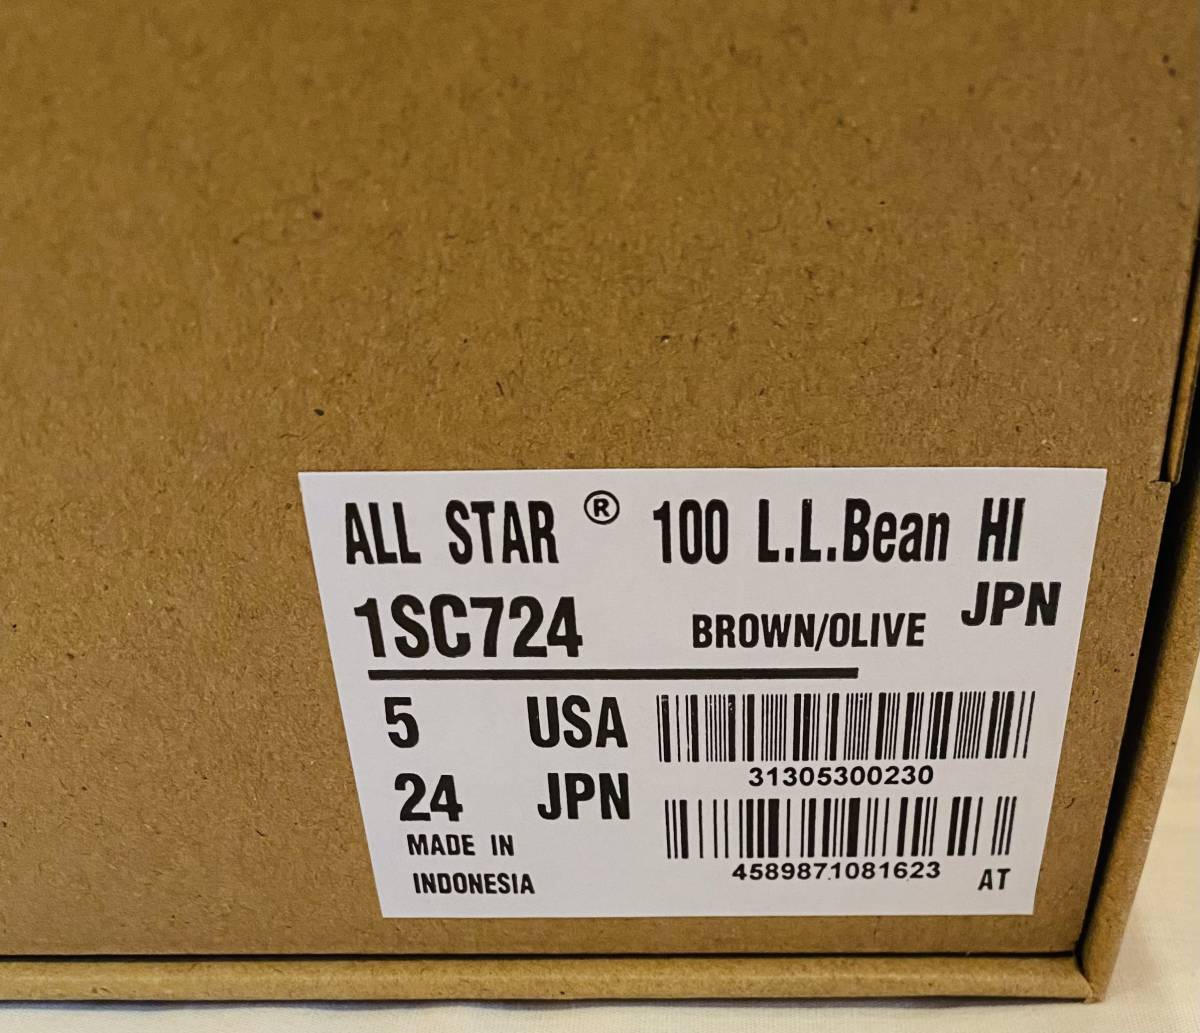 ALL STAR ® 100 L.L.Bean HI
1SC724 BROWN/OLIVE JPN
5 USA
31305300230
24 JPN
MADE IN
INDONESIA
4589871081623 AT